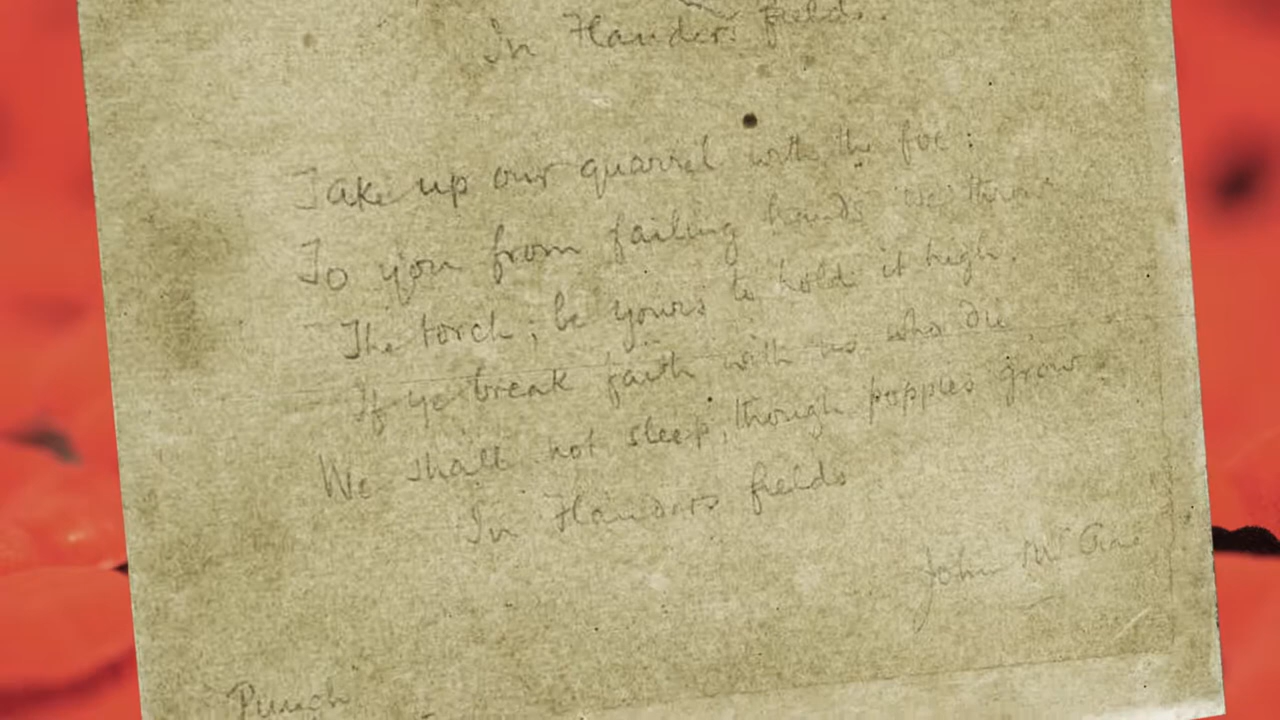 In Flanders fields.
Take up our quarrel with the foe:
To you from failing hands we throw
The torch; be yours to hold it high.
If ye break faith with us who die
We shall not sleep, though poppies grow
In Flanders fields
John McCrae
Punch